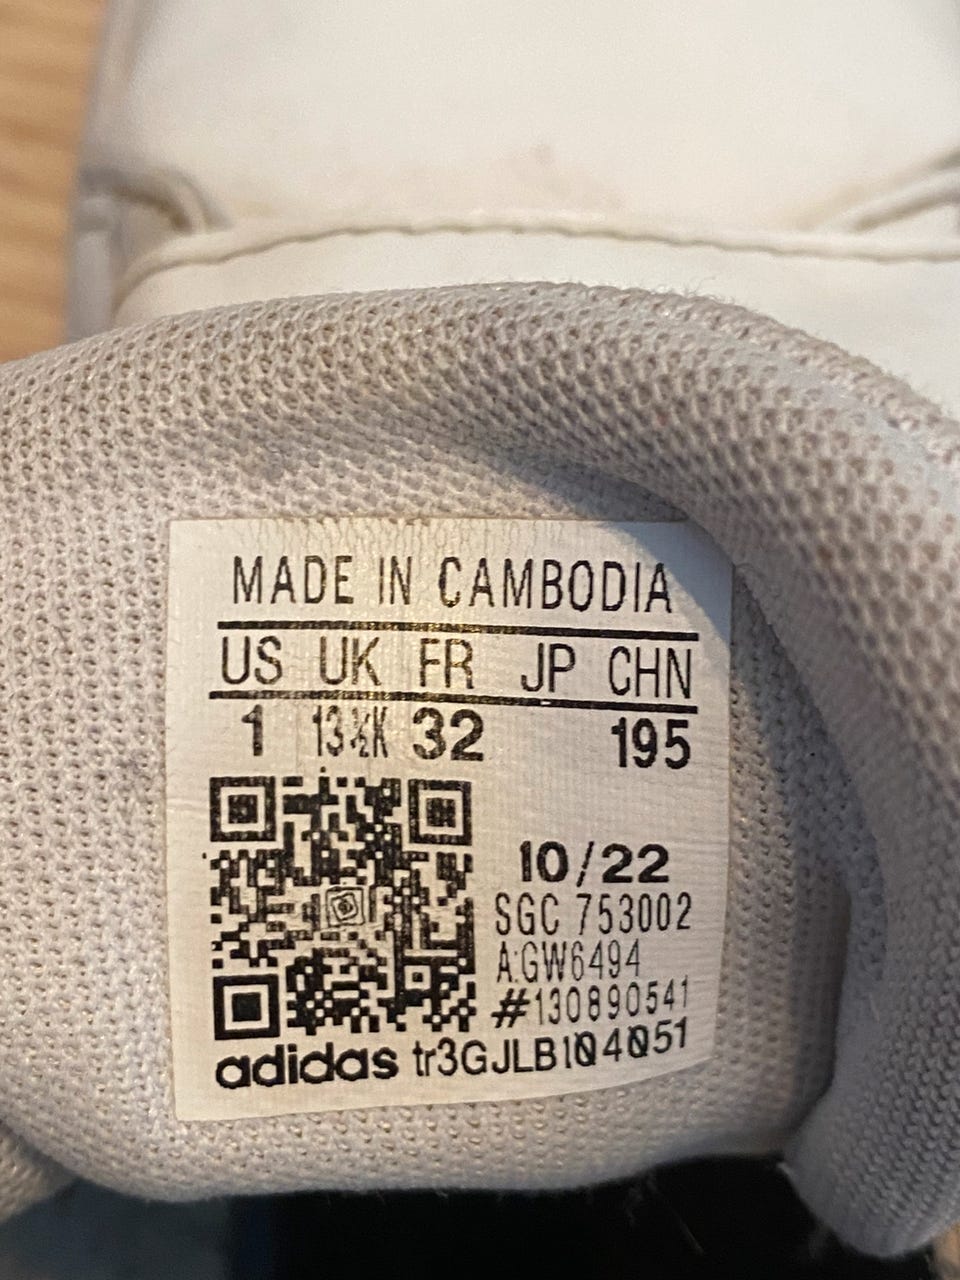 MADE IN CAMBODIA
US UK FR JP CHN
1 13½K 32 195
10/22
SGC 753002
A:GW6494
#130890541
adidas tr3GJLB104051